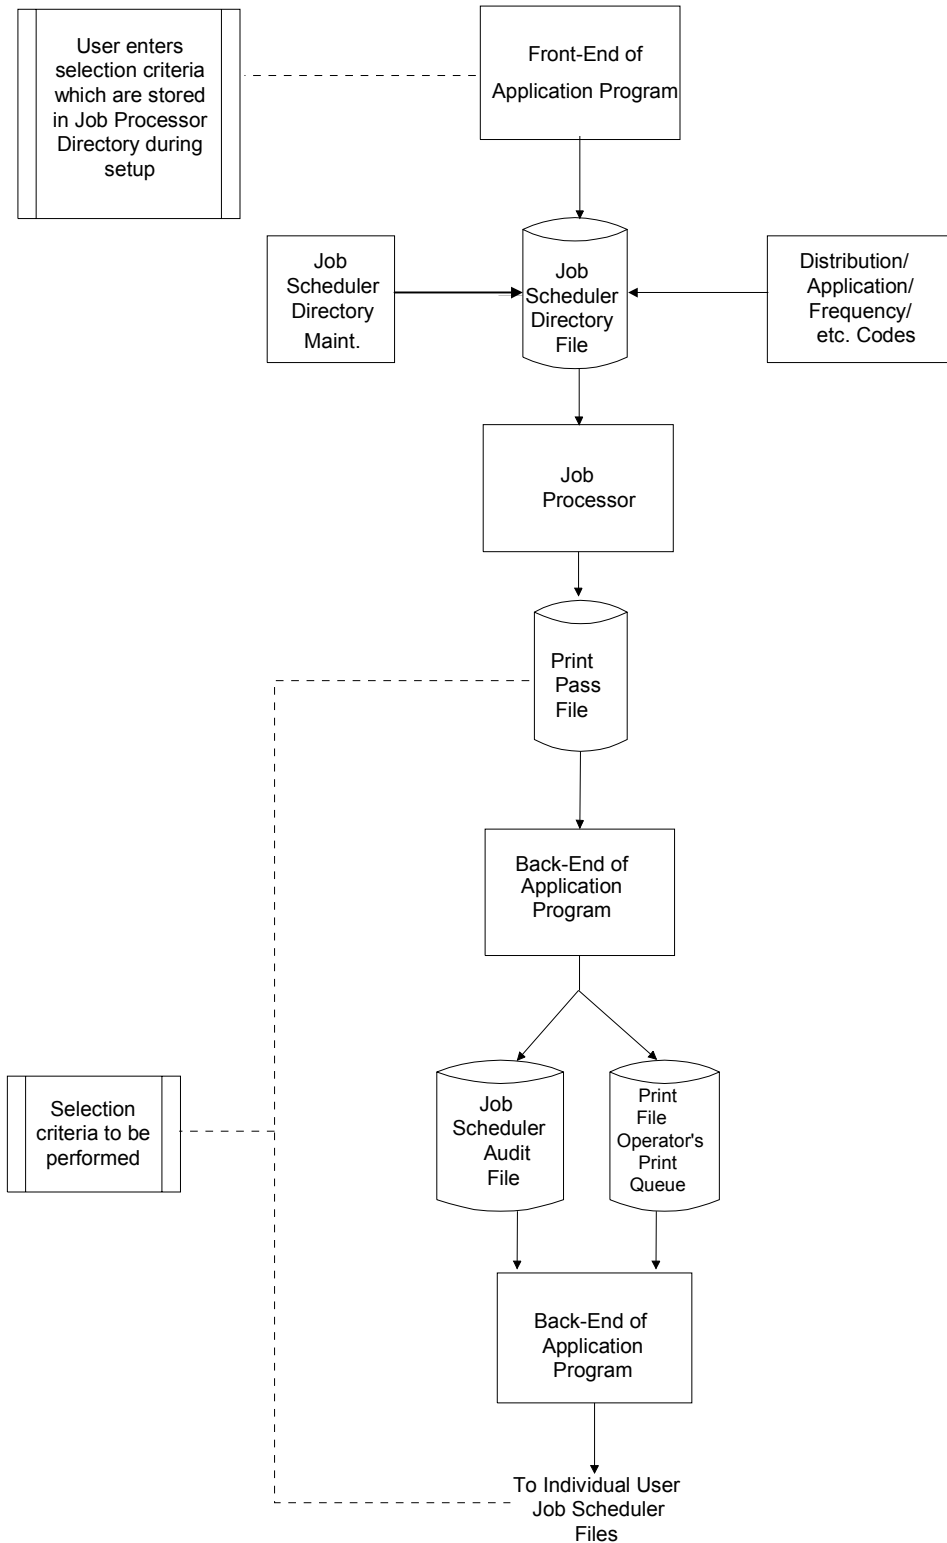 User enters
selection criteria
which are stored
in Job Processor
Directory during
setup
Front-End of
Application Program
Job
Scheduler
Directory
Maint.
Job
Scheduler
Directory
File
Distribution/
Application/
Frequency/
etc. Codes
Job
Processor
Print
Pass
File
Back-End of
Application
Program
Selection
criteria to be
performed
Job
Scheduler
Audit
File
Print
File
Operator's
Print
Queue
Back-End of
Application
Program
To Individual User
Job Scheduler
Files